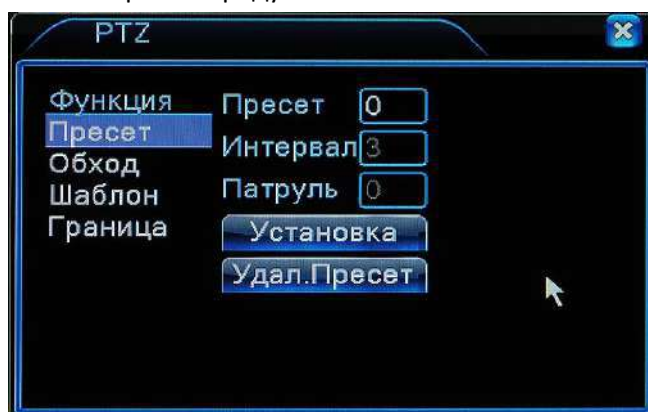 PTZ
Функция
Пресет
Обход
Шаблон
Граница
Пресет 0
Интервал 3
Патруль 0
Установка
Удал.Пресет